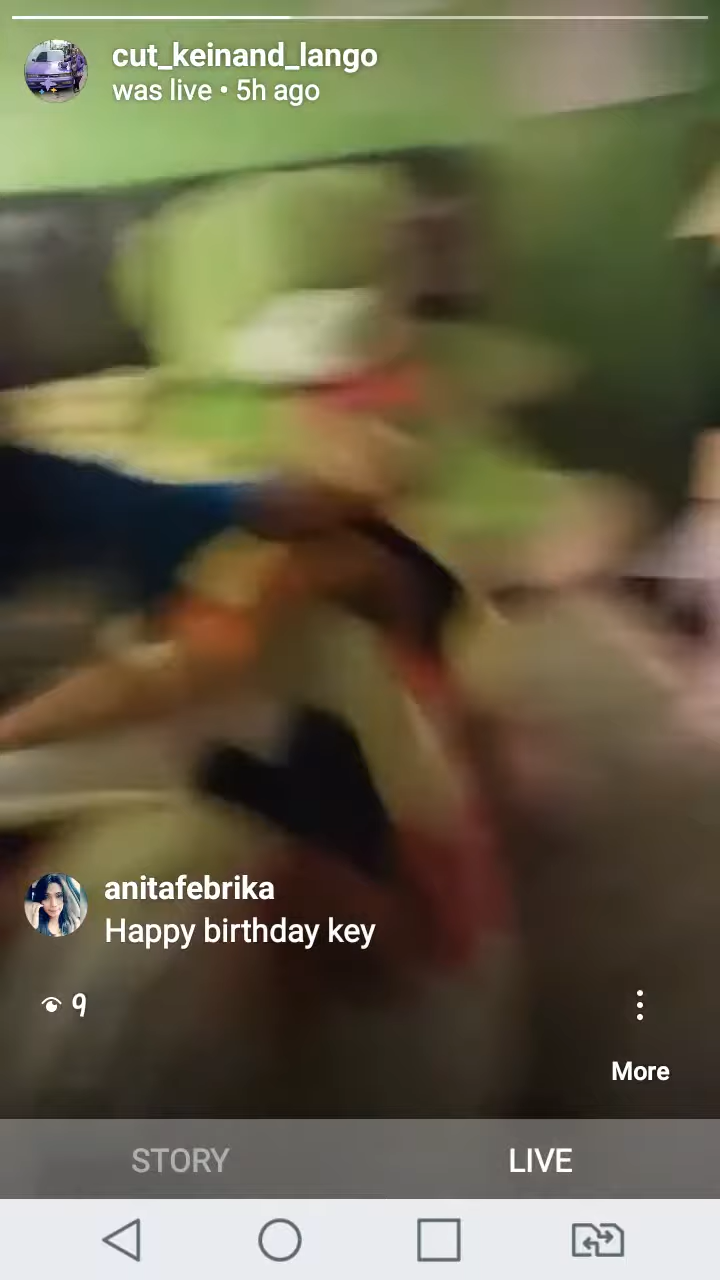 cut_keinand_lango
was live • 5h ago
anitafebrika
Happy birthday key
9
More
STORY
LIVE